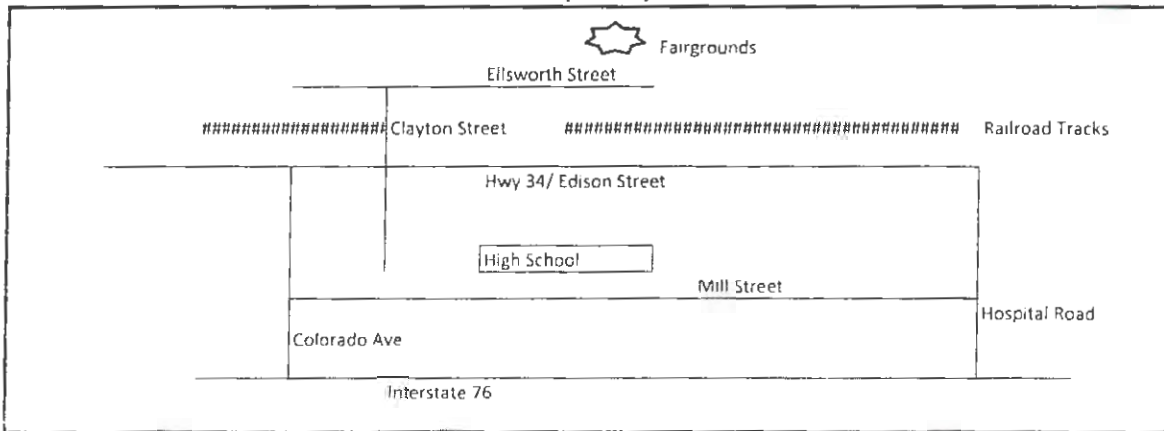 Fairgrounds
Ellsworth Street
##################### Clayton Street ######################################## Railroad Tracks
Hwy 34/ Edison Street
High School
Mill Street
Hospital Road
Colorado Ave
Interstate 76